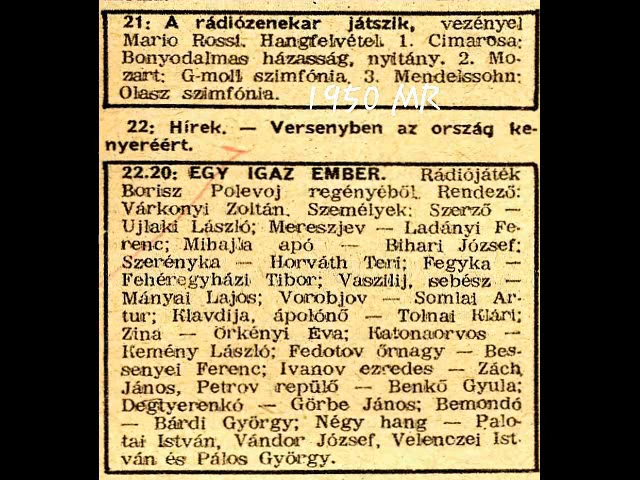 21: A rádiózenekar játszik, vezényel
Mario Rossi. Hangfelvétel. 1. Cimarosa:
Bonyodalmas házasság, nyitány. 2. Mo-
zart: G-moll szimfónia. 3. Mendelssohn:
Olasz szimfónia.
1950 MR
22: Hírek. — Versenyben az ország ke-
nyeréért.
22.20: EGY IGAZ EMBER. Rádiójáték
Borisz Polevoj regényéből. Rendező:
Várkonyi Zoltán. Személyek: Szerző —
Ujlaki László; Mereszjev — Ladányi Fe-
renc; Mihajla apó — Bihari József;
Szerényka — Horváth Teri; Fegyka —
Fehéregyházi Tibor; Vaszilij, sebész —
Mányai Lajos; Vorobjov — Somlai Ar-
tur; Klavdija, ápolónő — Tolnai Klári;
Zina — Örkényi Éva; Katonaorvos —
Kemény László; Fedotov őrnagy — Bes-
senyei Ferenc; Ivanov ezredes — Zách
János, Petrov repülő — Benkő Gyula;
Degtyerenkó — Görbe János; Bemondó
— Bárdi György; Négy hang — Palo-
tai István, Vándor József, Velenczei Ist-
ván és Pálos György.